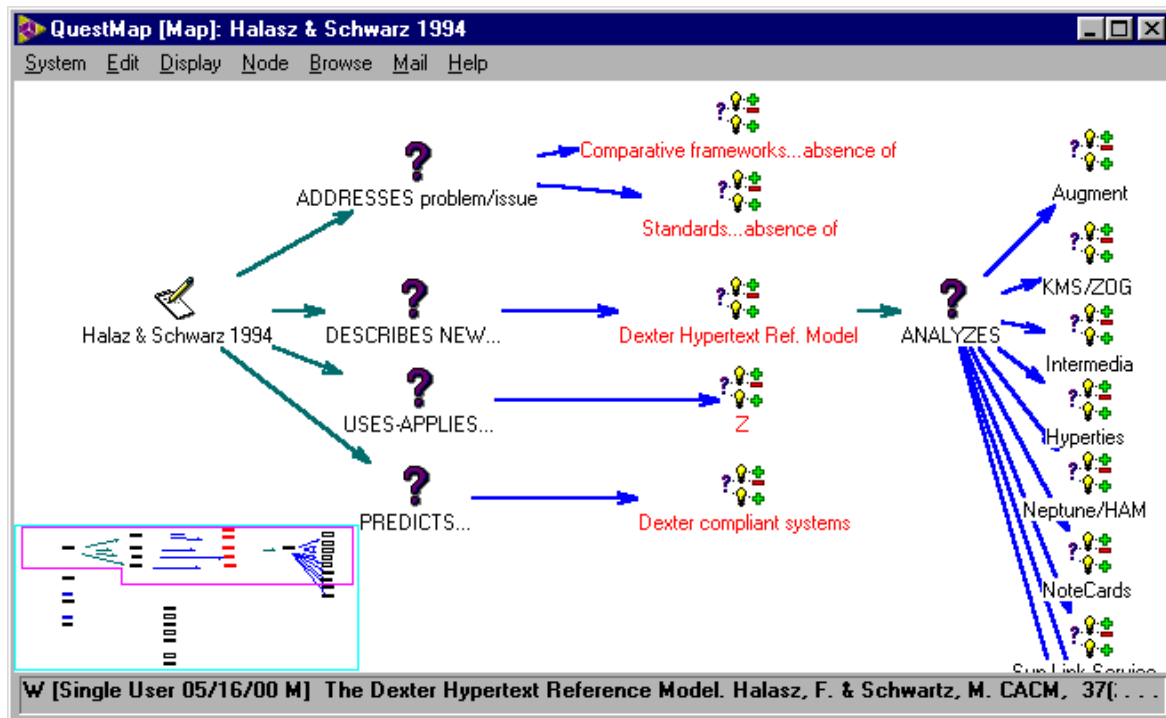 QuestMap [Map]: Halasz & Schwarz 1994
System Edit Display Node Browse Mail Help
Comparative frameworks...absence of
ADDRESSES problem/issue
Augment
Standards...absence of
KMS/ZOG
Halaz & Schwarz 1994
DESCRIBES NEW...
Dexter Hypertext Ref. Model
ANALYZES
Intermedia
USES-APPLIES...
Z
Hyperties
Neptune/HAM
PREDICTS...
Dexter compliant systems
NoteCards
Sun Link Service
W [Single User 05/16/00 M] The Dexter Hypertext Reference Model. Halasz, F. & Schwartz, M. CACM, 37(. . . .